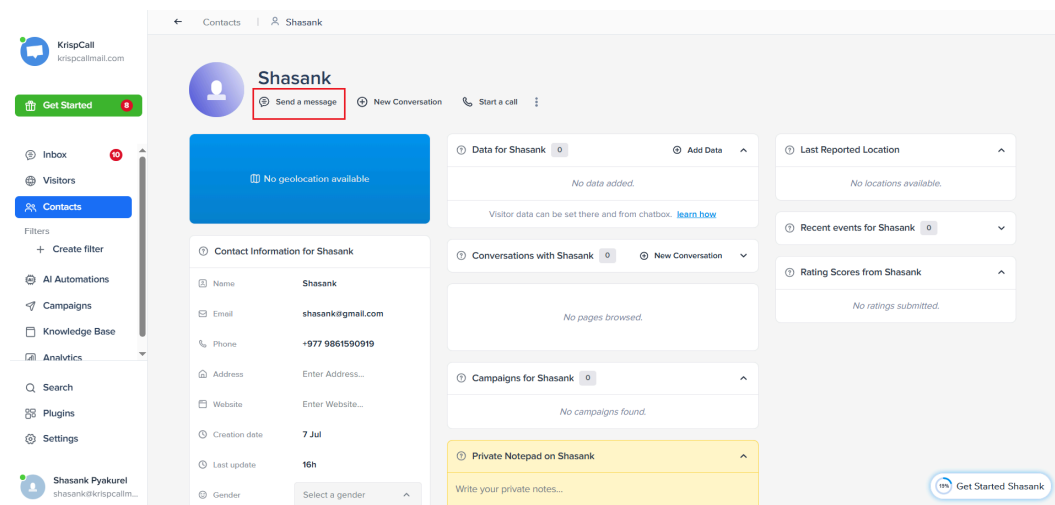 ← Contacts | Shasank
KrispCall
krispcallmail.com
Get Started 8
Inbox 10
Visitors
Contacts
Filters
+ Create filter
AI Automations
Campaigns
Knowledge Base
Analytics
Search
Plugins
Settings
Shasank Pyakurel
shasank@krispcallm...
Shasank
Send a message New Conversation Start a call
No geolocation available
Contact Information for Shasank
Name Shasank
Email shasank@gmail.com
Phone +977 9861590919
Address Enter Address...
Website Enter Website...
Creation date 7 Jul
Last update 16h
Gender Select a gender
Data for Shasank 0 Add Data
No data added.
Visitor data can be set there and from chatbox. learn how
Conversations with Shasank 0 New Conversation
No pages browsed.
Campaigns for Shasank 0
No campaigns found.
Private Notepad on Shasank
Write your private notes...
Last Reported Location
No locations available.
Recent events for Shasank 0
Rating Scores from Shasank
No ratings submitted.
19% Get Started Shasank